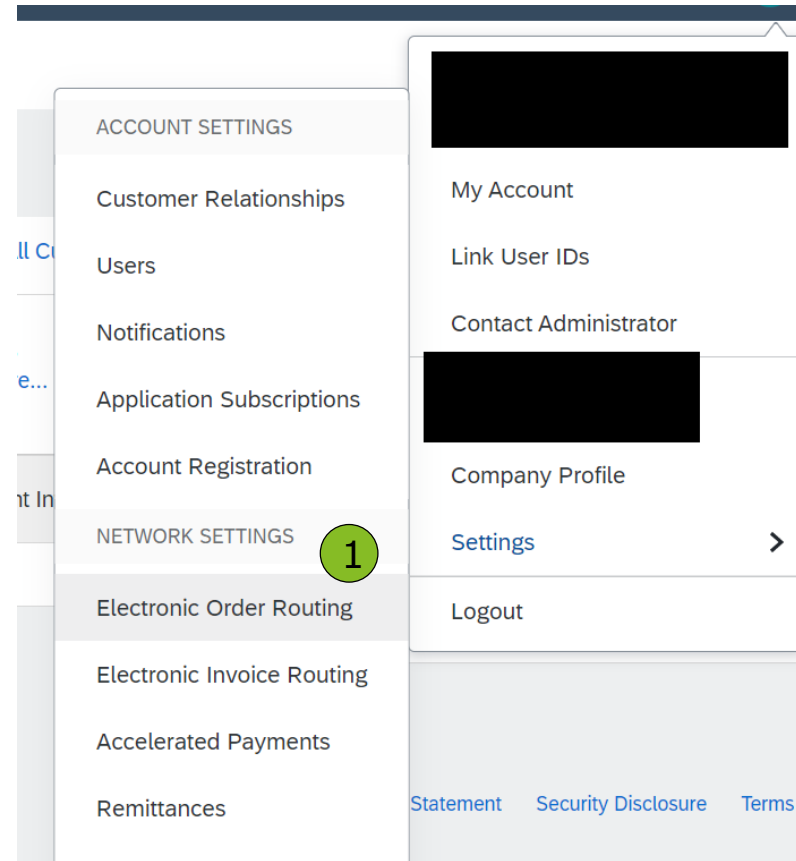 ACCOUNT SETTINGS
Customer Relationships
Users
Notifications
Application Subscriptions
Account Registration
NETWORK SETTINGS
1
Electronic Order Routing
Electronic Invoice Routing
Accelerated Payments
Remittances
My Account
Link User IDs
Contact Administrator
Company Profile
Settings
Logout
Statement Security Disclosure Terms